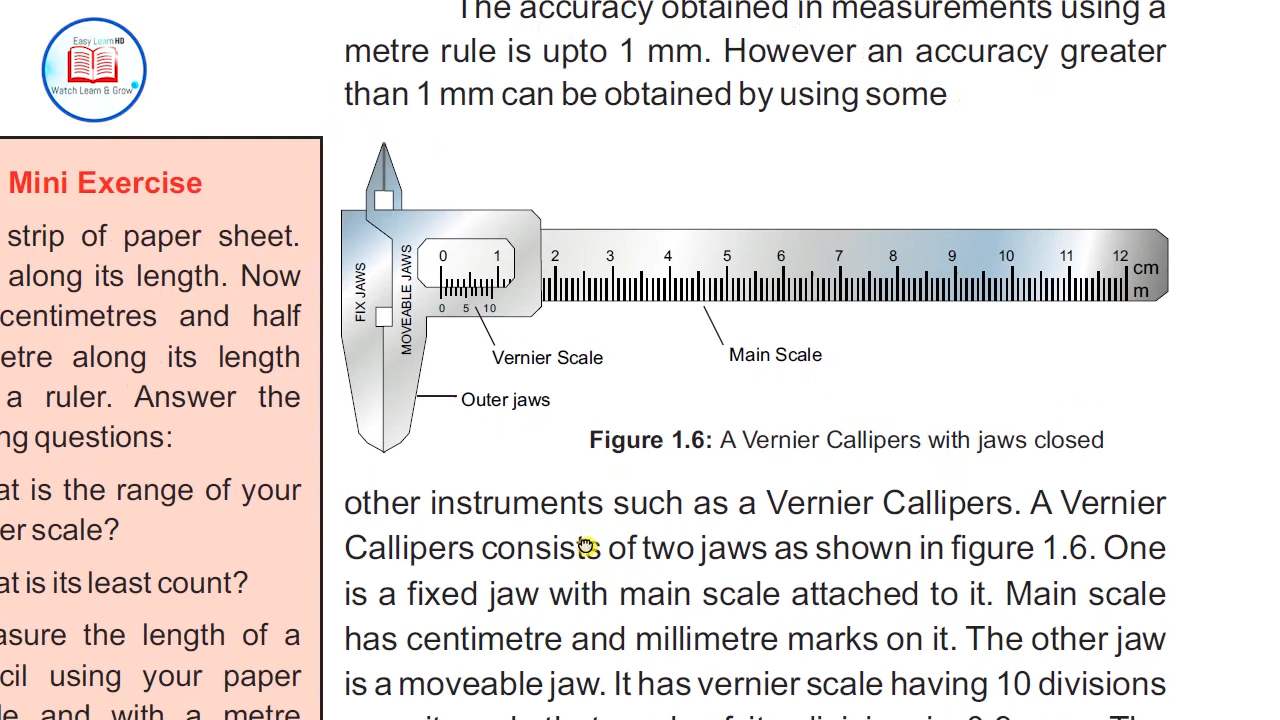 Easy Learn HD
Watch Learn & Grow
The accuracy obtained in measurements using a
metre rule is upto 1 mm. However an accuracy greater
than 1 mm can be obtained by using some
Mini Exercise
strip of paper sheet.
along its length. Now
centimetres and half
etre along its length
a ruler. Answer the
ng questions:
at is the range of your
er scale?
at is its least count?
asure the length of a
cil using your paper
and with a metre
FIX JAWS
MOVEABLE JAWS
0 1 2 3 4 5 6 7 8 9 10 11 12 cm
m
0 5 10
Vernier Scale
Main Scale
Outer jaws
Figure 1.6: A Vernier Callipers with jaws closed
other instruments such as a Vernier Callipers. A Vernier
Callipers consists of two jaws as shown in figure 1.6. One
is a fixed jaw with main scale attached to it. Main scale
has centimetre and millimetre marks on it. The other jaw
is a moveable jaw. It has vernier scale having 10 divisions